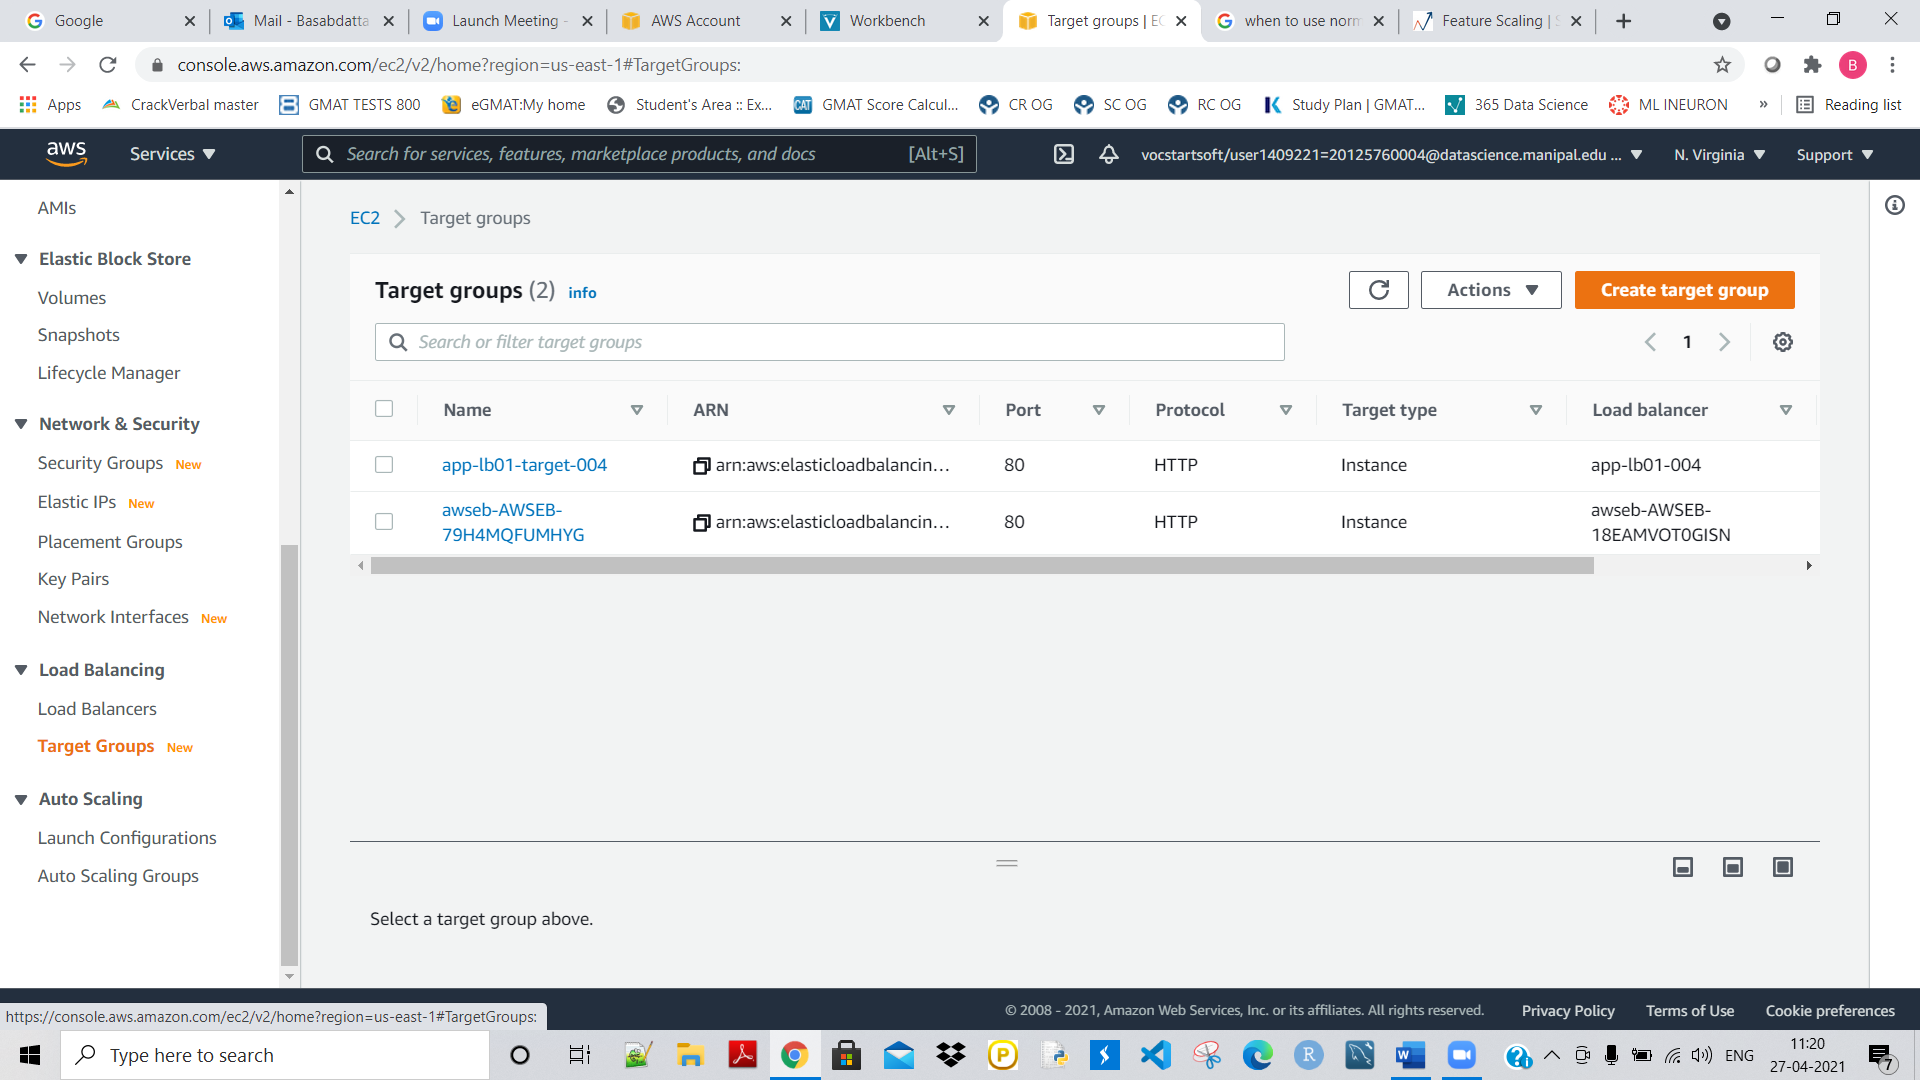 Google
Mail - Basabdatta
Launch Meeting -
AWS Account
Workbench
Target groups | EC
when to use norm
Feature Scaling | S
console.aws.amazon.com/ec2/v2/home?region=us-east-1#TargetGroups:
B
Apps
CrackVerbal master
GMAT TESTS 800
eGMAT:My home
Student's Area :: Ex...
CAT
GMAT Score Calcul...
CR OG
SC OG
RC OG
Study Plan | GMAT...
365 Data Science
ML INEURON
»
Reading list
aws
Services
Search for services, features, marketplace products, and docs
[Alt+S]
vocstartsoft/user1409221=20125760004@datascience.manipal.edu ...
N. Virginia
Support
AMIs
Elastic Block Store
Volumes
Snapshots
Lifecycle Manager
Network & Security
Security Groups New
Elastic IPs New
Placement Groups
Key Pairs
Network Interfaces New
Load Balancing
Load Balancers
Target Groups New
Auto Scaling
Launch Configurations
Auto Scaling Groups
EC2 > Target groups
Target groups (2) info
Actions
Create target group
Search or filter target groups
1
Name ARN Port Protocol Target type Load balancer
app-lb01-target-004 arn:aws:elasticloadbalancin... 80 HTTP Instance app-lb01-004
awseb-AWSEB-
79H4MQFUMHYG
arn:aws:elasticloadbalancin... 80 HTTP Instance
awseb-AWSEB-
18EAMVOT0GISN
Select a target group above.
https://console.aws.amazon.com/ec2/v2/home?region=us-east-1#TargetGroups:
© 2008 - 2021, Amazon Web Services, Inc. or its affiliates. All rights reserved.
Privacy Policy
Terms of Use
Cookie preferences
Type here to search
ENG
11:20
27-04-2021
7